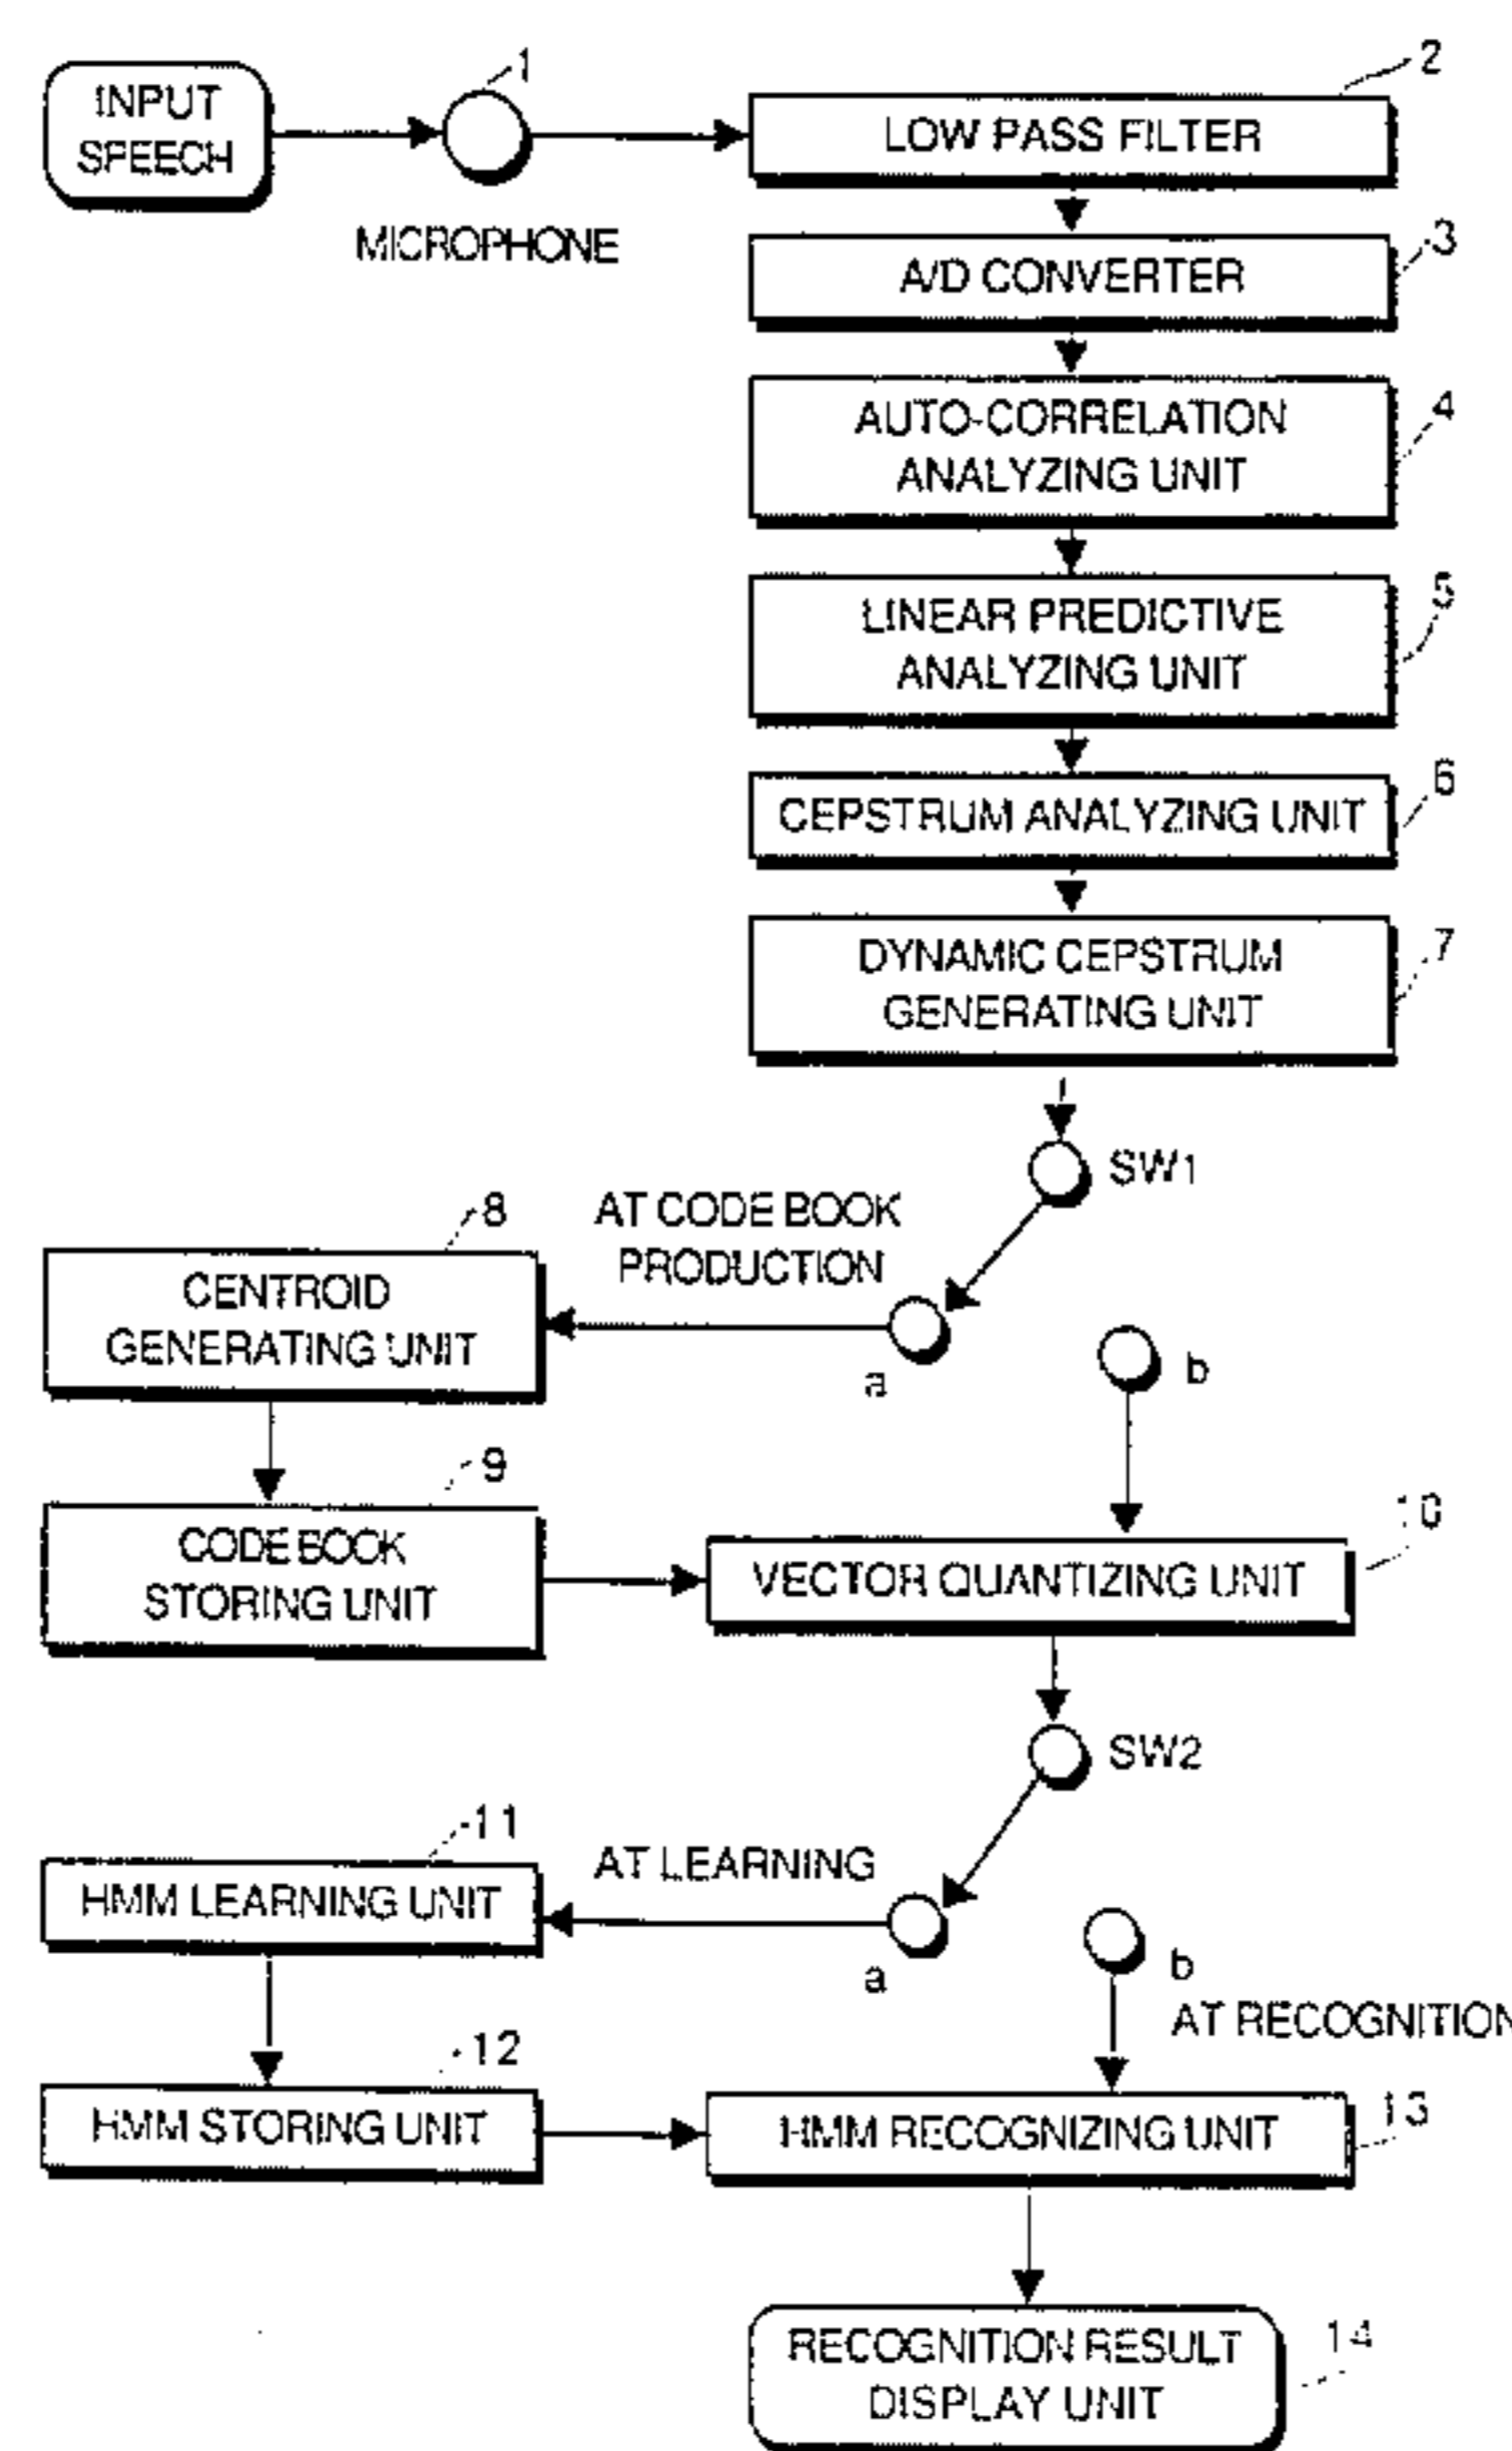 INPUT
SPEECH
1
MICROPHONE
2
LOW PASS FILTER
3
A/D CONVERTER
4
AUTO-CORRELATION
ANALYZING UNIT
5
LINEAR PREDICTIVE
ANALYZING UNIT
6
CEPSTRUM ANALYZING UNIT
7
DYNAMIC CEPSTRUM
GENERATING UNIT
SW1
AT CODE BOOK
PRODUCTION
8
CENTROID
GENERATING UNIT
a
b
9
CODE BOOK
STORING UNIT
10
VECTOR QUANTIZING UNIT
SW2
11
AT LEARNING
HMM LEARNING UNIT
a
b
AT RECOGNITION
12
HMM STORING UNIT
13
HMM RECOGNIZING UNIT
14
RECOGNITION RESULT
DISPLAY UNIT